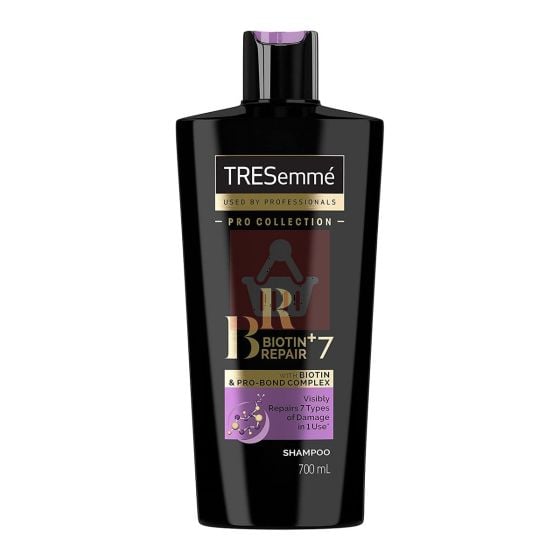 TRESemmé
USED BY PROFESSIONALS
PRO COLLECTION
BR
BIOTIN+7
REPAIR
WITH BIOTIN
& PRO-BOND COMPLEX
Visibly
Repairs 7 Types
of Damage
in 1 Use*
SHAMPOO
700 mL